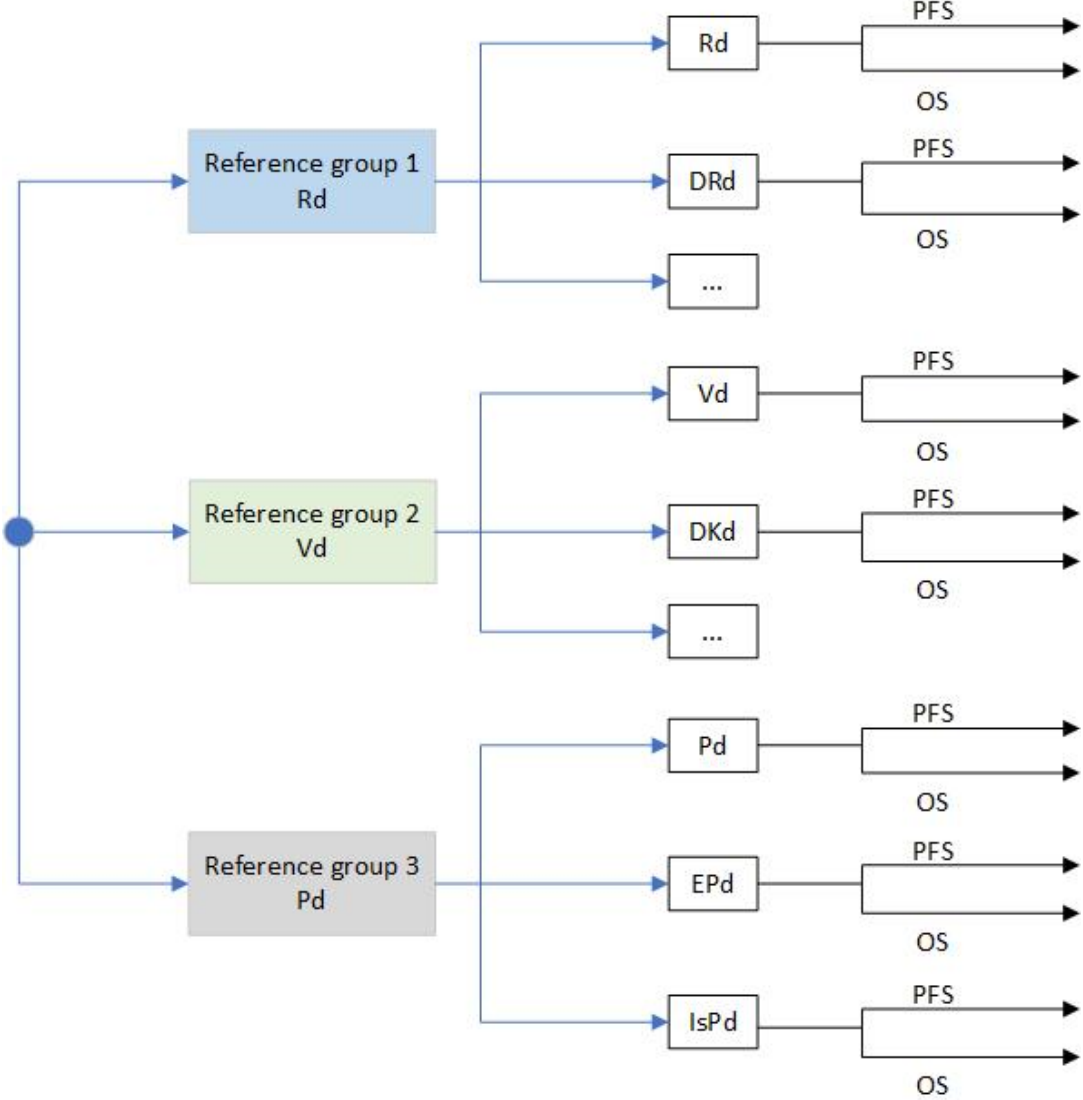 PFS
Rd
OS
Reference group 1
Rd
PFS
DRd
OS
...
PFS
Vd
OS
Reference group 2
Vd
PFS
DKd
OS
...
PFS
Pd
OS
Reference group 3
Pd
PFS
EPd
OS
PFS
IsPd
OS